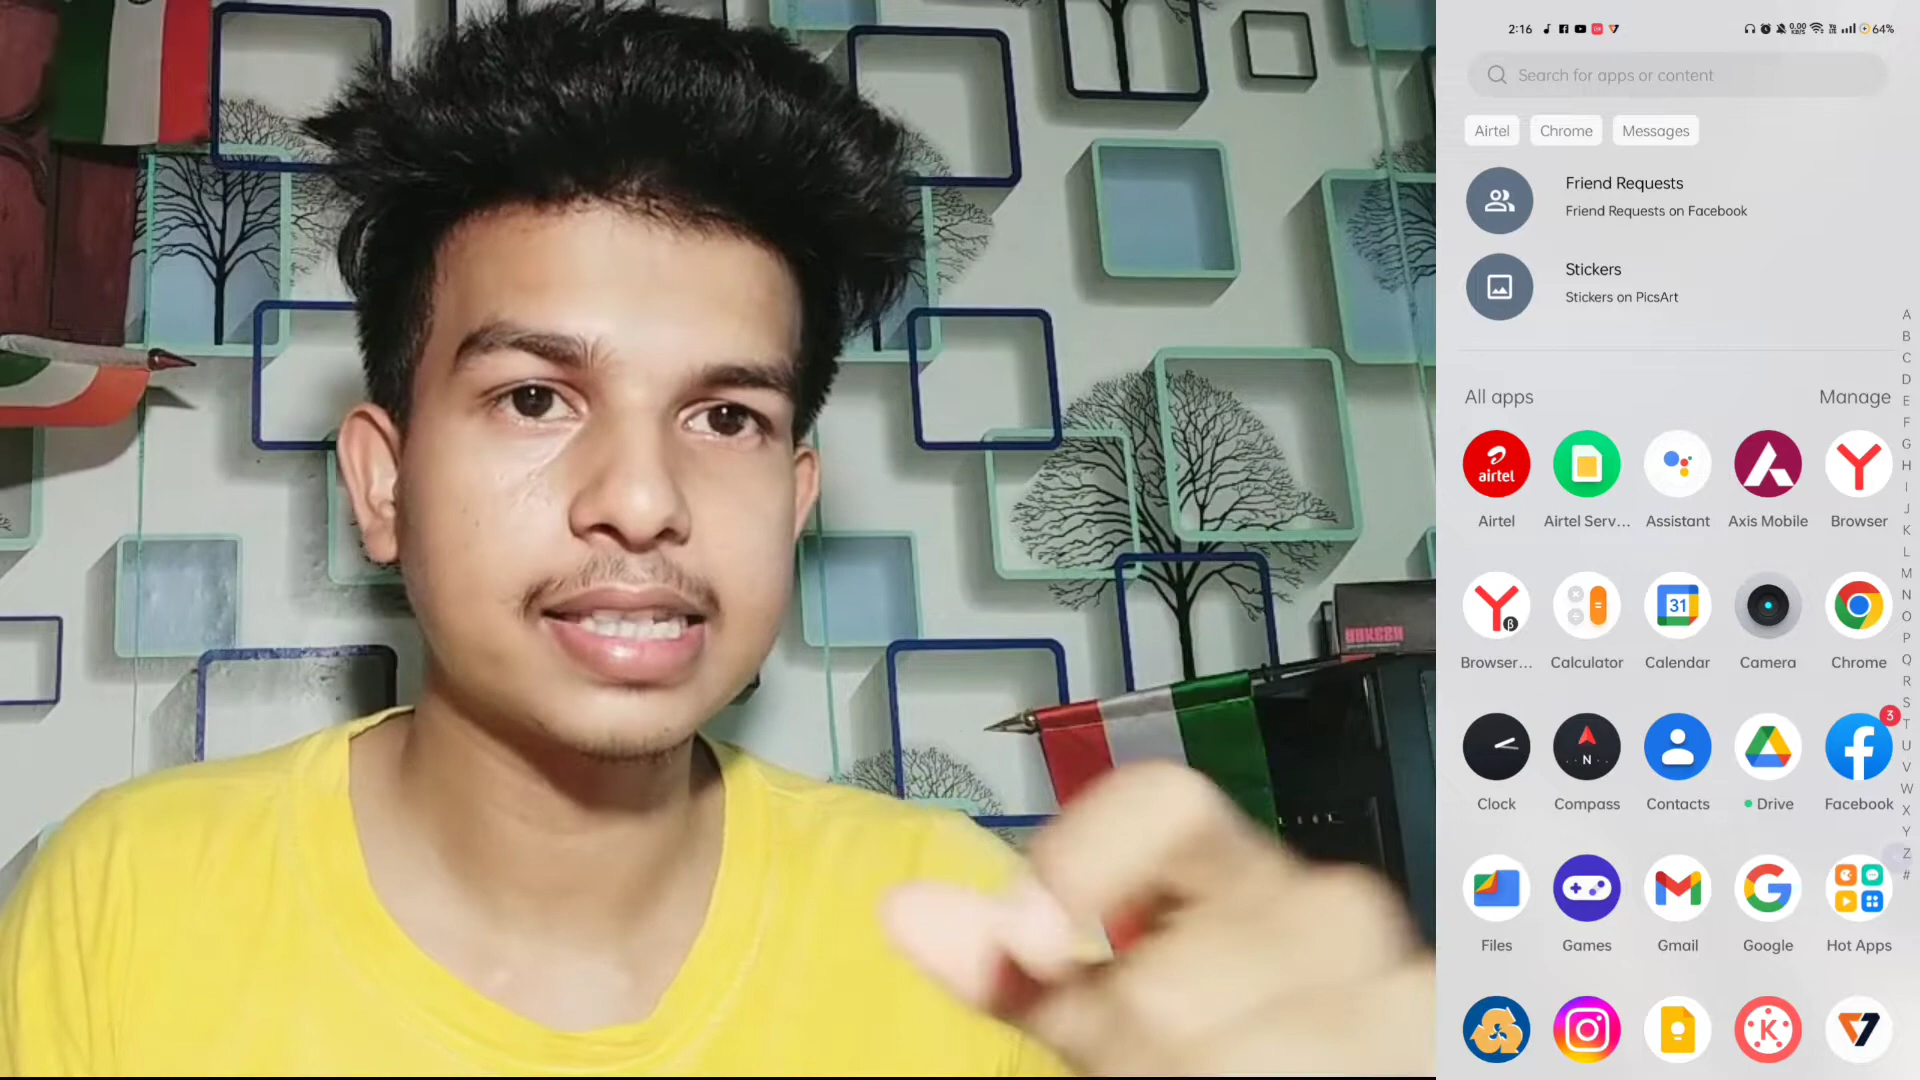 2:16
64%
Search for apps or content
Airtel Chrome Messages
Friend Requests
Friend Requests on Facebook
Stickers
Stickers on PicsArt
All apps Manage
airtel
Airtel Airtel Serv... Assistant Axis Mobile Browser
31
Browser... Calculator Calendar Camera Chrome
N
3
Clock Compass Contacts Drive Facebook
Files Games Gmail Google Hot Apps
K
A
B
C
D
E
F
G
H
I
J
K
L
M
N
O
P
Q
R
S
T
U
V
W
X
Y
Z
#